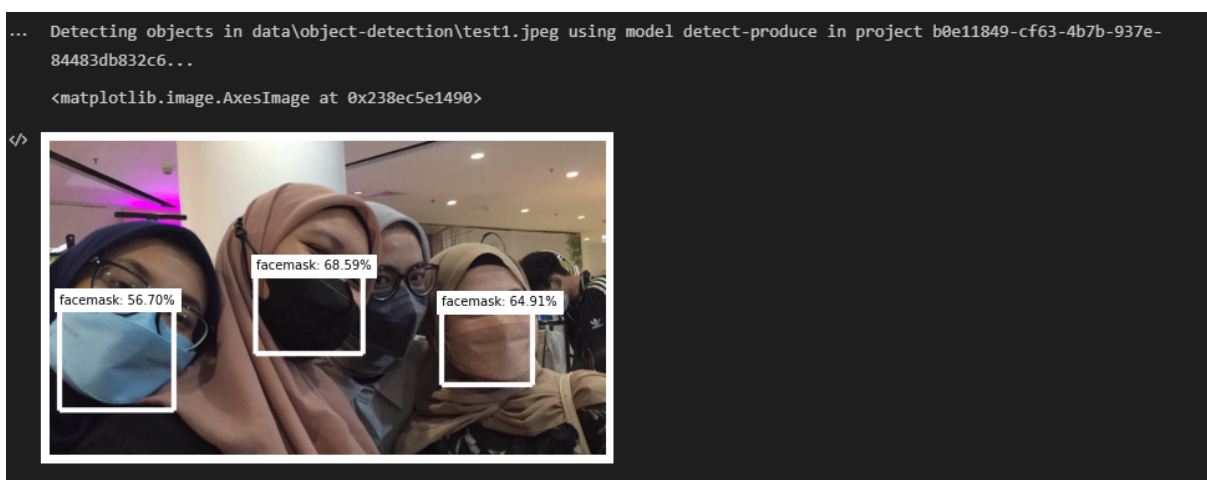 ... Detecting objects in data\object-detection\test1.jpeg using model detect-produce in project b0e11849-cf63-4b7b-937e-
84483db832c6...
<matplotlib.image.AxesImage at 0x238ec5e1490>
</>
facemask: 68.59%
facemask: 56.70%
facemask: 64.91%